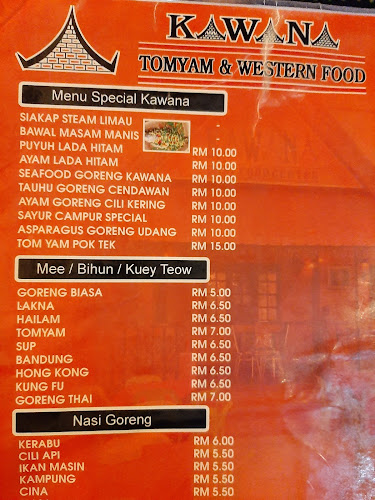 KAWANA
TOMYAM & WESTERN FOOD
Menu Special Kawana
SIAKAP STEAM LIMAU -
BAWAL MASAM MANIS -
PUYUH LADA HITAM RM 10.00
AYAM LADA HITAM RM 10.00
SEAFOOD GORENG KAWANA RM 10.00
TAUHU GORENG CENDAWAN RM 10.00
AYAM GORENG CILI KERING RM 10.00
SAYUR CAMPUR SPECIAL RM 10.00
ASPARAGUS GORENG UDANG RM 10.00
TOM YAM POK TEK RM 15.00
Mee / Bihun / Kuey Teow
GORENG BIASA RM 5.00
LAKNA RM 6.50
HAILAM RM 6.50
TOMYAM RM 7.00
SUP RM 6.50
BANDUNG RM 6.50
HONG KONG RM 6.50
KUNG FU RM 6.50
GORENG THAI RM 7.00
Nasi Goreng
KERABU RM 6.00
CILI API RM 5.50
IKAN MASIN RM 5.50
KAMPUNG RM 5.50
CINA RM 5.50